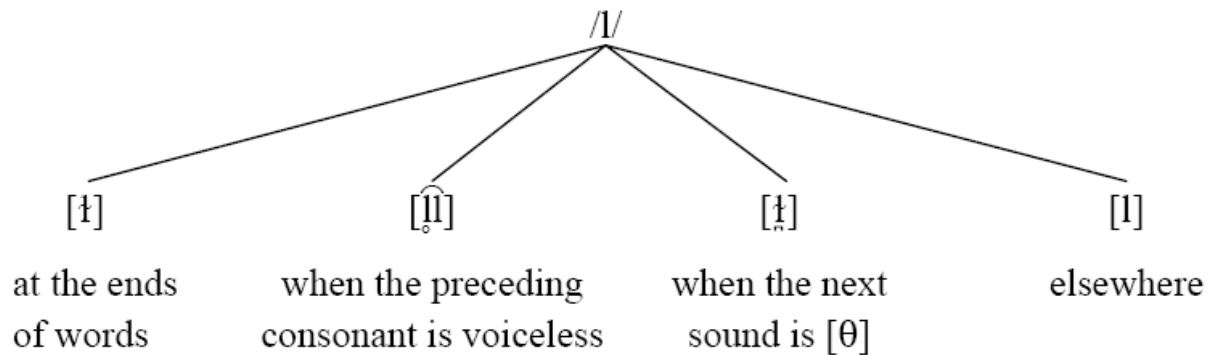 /l/
[ɫ] [l̥͡l] [ɫ̪] [l]
at the ends when the preceding when the next elsewhere
of words consonant is voiceless sound is [θ]